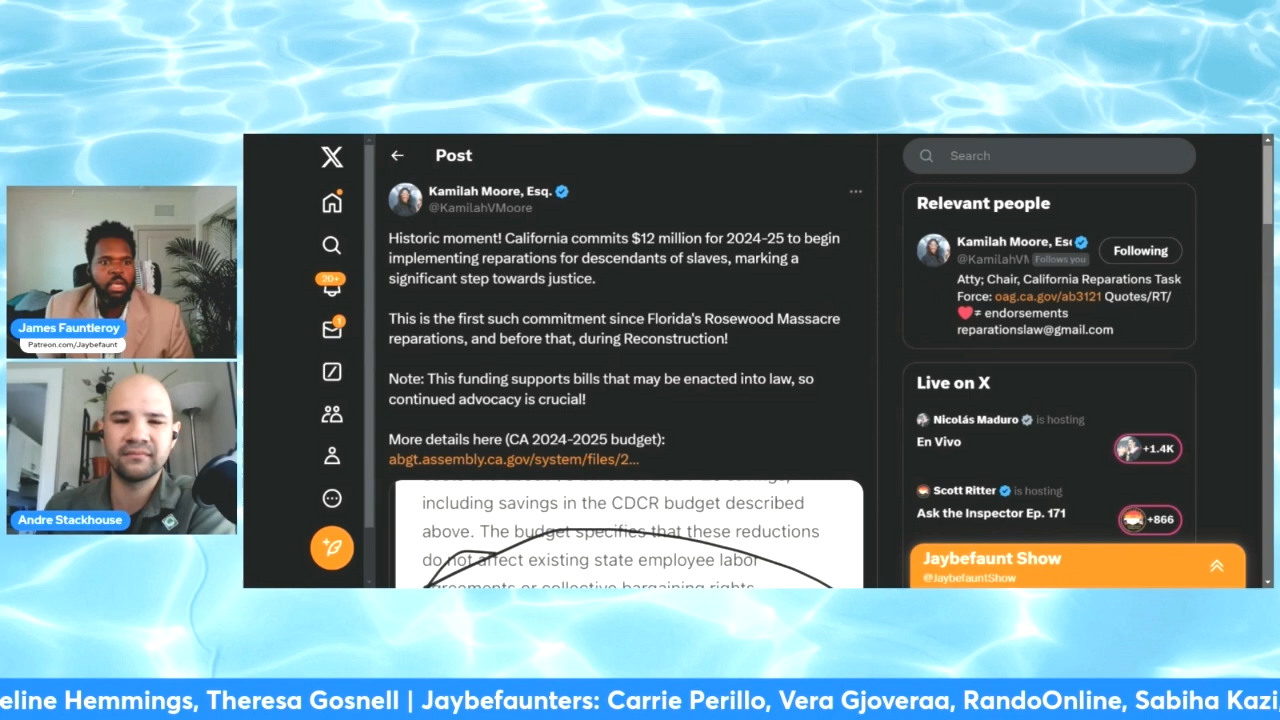 James Fauntleroy
Patreon.com/Jaybefaunt
Andre Stackhouse
20+
1
Post
Kamilah Moore, Esq.
@KamilahVMoore
Historic moment! California commits $12 million for 2024-25 to begin
implementing reparations for descendants of slaves, marking a
significant step towards justice.
This is the first such commitment since Florida's Rosewood Massacre
reparations, and before that, during Reconstruction!
Note: This funding supports bills that may be enacted into law, so
continued advocacy is crucial!
More details here (CA 2024-2025 budget):
abgt.assembly.ca.gov/system/files/2...
including savings in the CDCR budget described
above. The budget specifies that these reductions
do not affect existing state employee labor
agreements or collective bargaining rights
Search
Relevant people
Kamilah Moore, Es
@KamilahVM Follows you
Following
Atty; Chair, California Reparations Task
Force: oag.ca.gov/ab3121 Quotes/RT/
❤️≠ endorsements
reparationslaw@gmail.com
Live on X
Nicolás Maduro is hosting
En Vivo
+1.4K
Scott Ritter is hosting
Ask the Inspector Ep. 171
+866
Jaybefaunt Show
@JaybefauntShow
eline Hemmings, Theresa Gosnell | Jaybefaunters: Carrie Perillo, Vera Gjoveraa, RandoOnline, Sabiha Kazi,